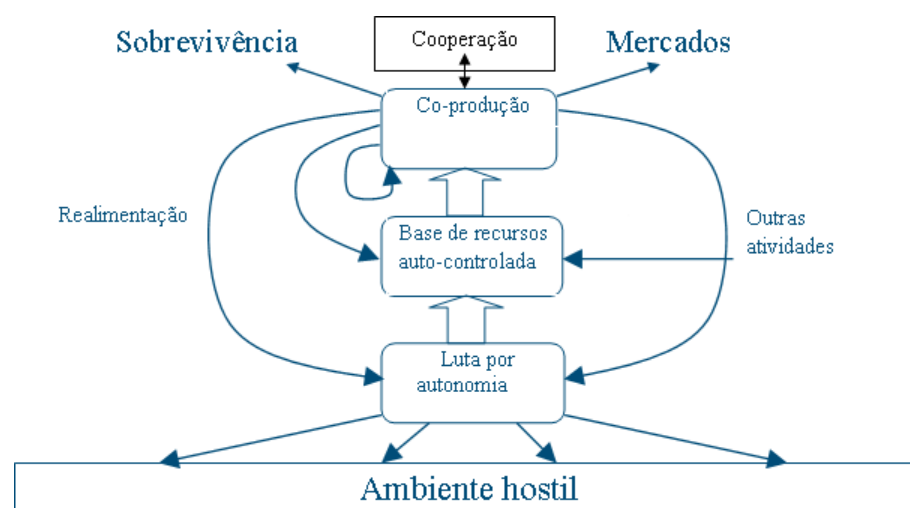 Sobrevivência
Cooperação
Mercados
Co-produção
Realimentação
Base de recursos
auto-controlada
Outras
atividades
Luta por
autonomia
Ambiente hostil